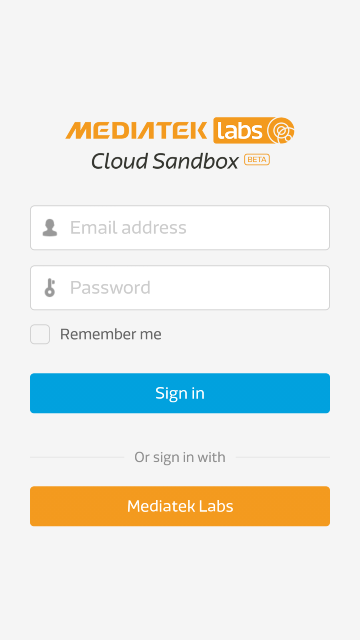 MEDIATEK labs
Cloud Sandbox BETA
Email address
Password
Remember me
Sign in
Or sign in with
Mediatek Labs